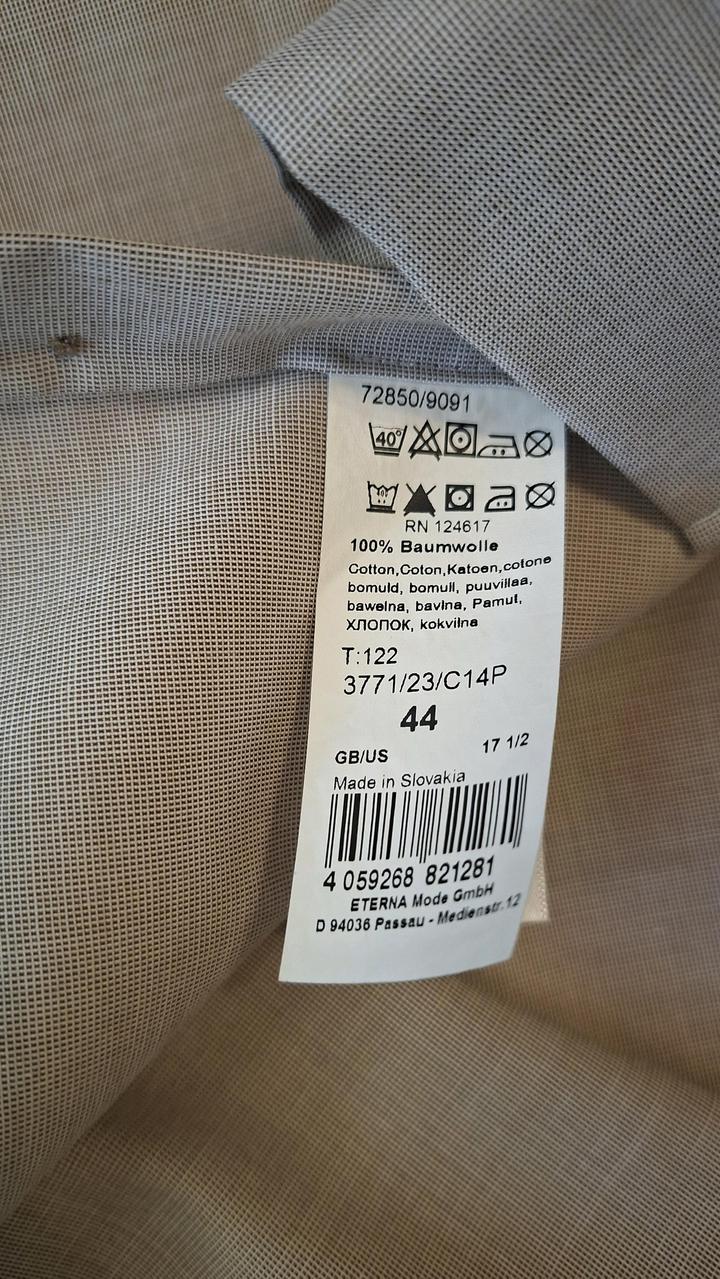 72850/9091
40°
40°
RN 124617
100% Baumwolle
Cotton,Coton,Katoen,cotone
bomuld, bomull, puuvillaa,
bawelna, bavlna, Pamut,
ХЛОПОК, kokvilna
T:122
3771/23/C14P
44
GB/US 17 1/2
Made in Slovakia
4 059268 821281
ETERNA Mode GmbH
D 94036 Passau - Medienstr.12